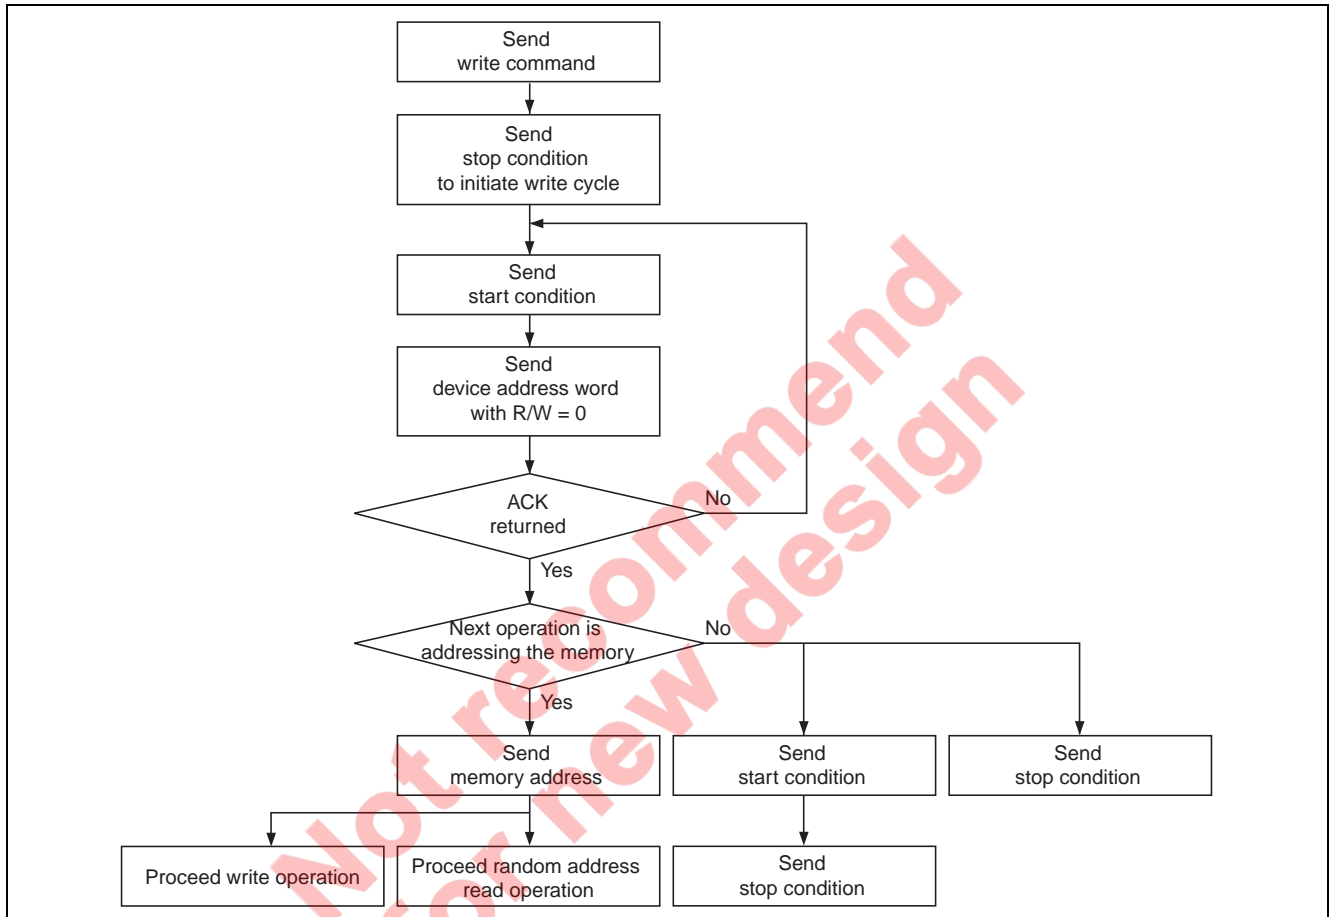 Send
write command
Send
stop condition
to initiate write cycle
Send
start condition
Send
device address word
with R/W = 0
ACK
returned
No
Yes
Next operation is
addressing the memory
No
Yes
Send
memory address
Send
start condition
Send
stop condition
Proceed write operation
Proceed random address
read operation
Send
stop condition
Not recommend
for new design